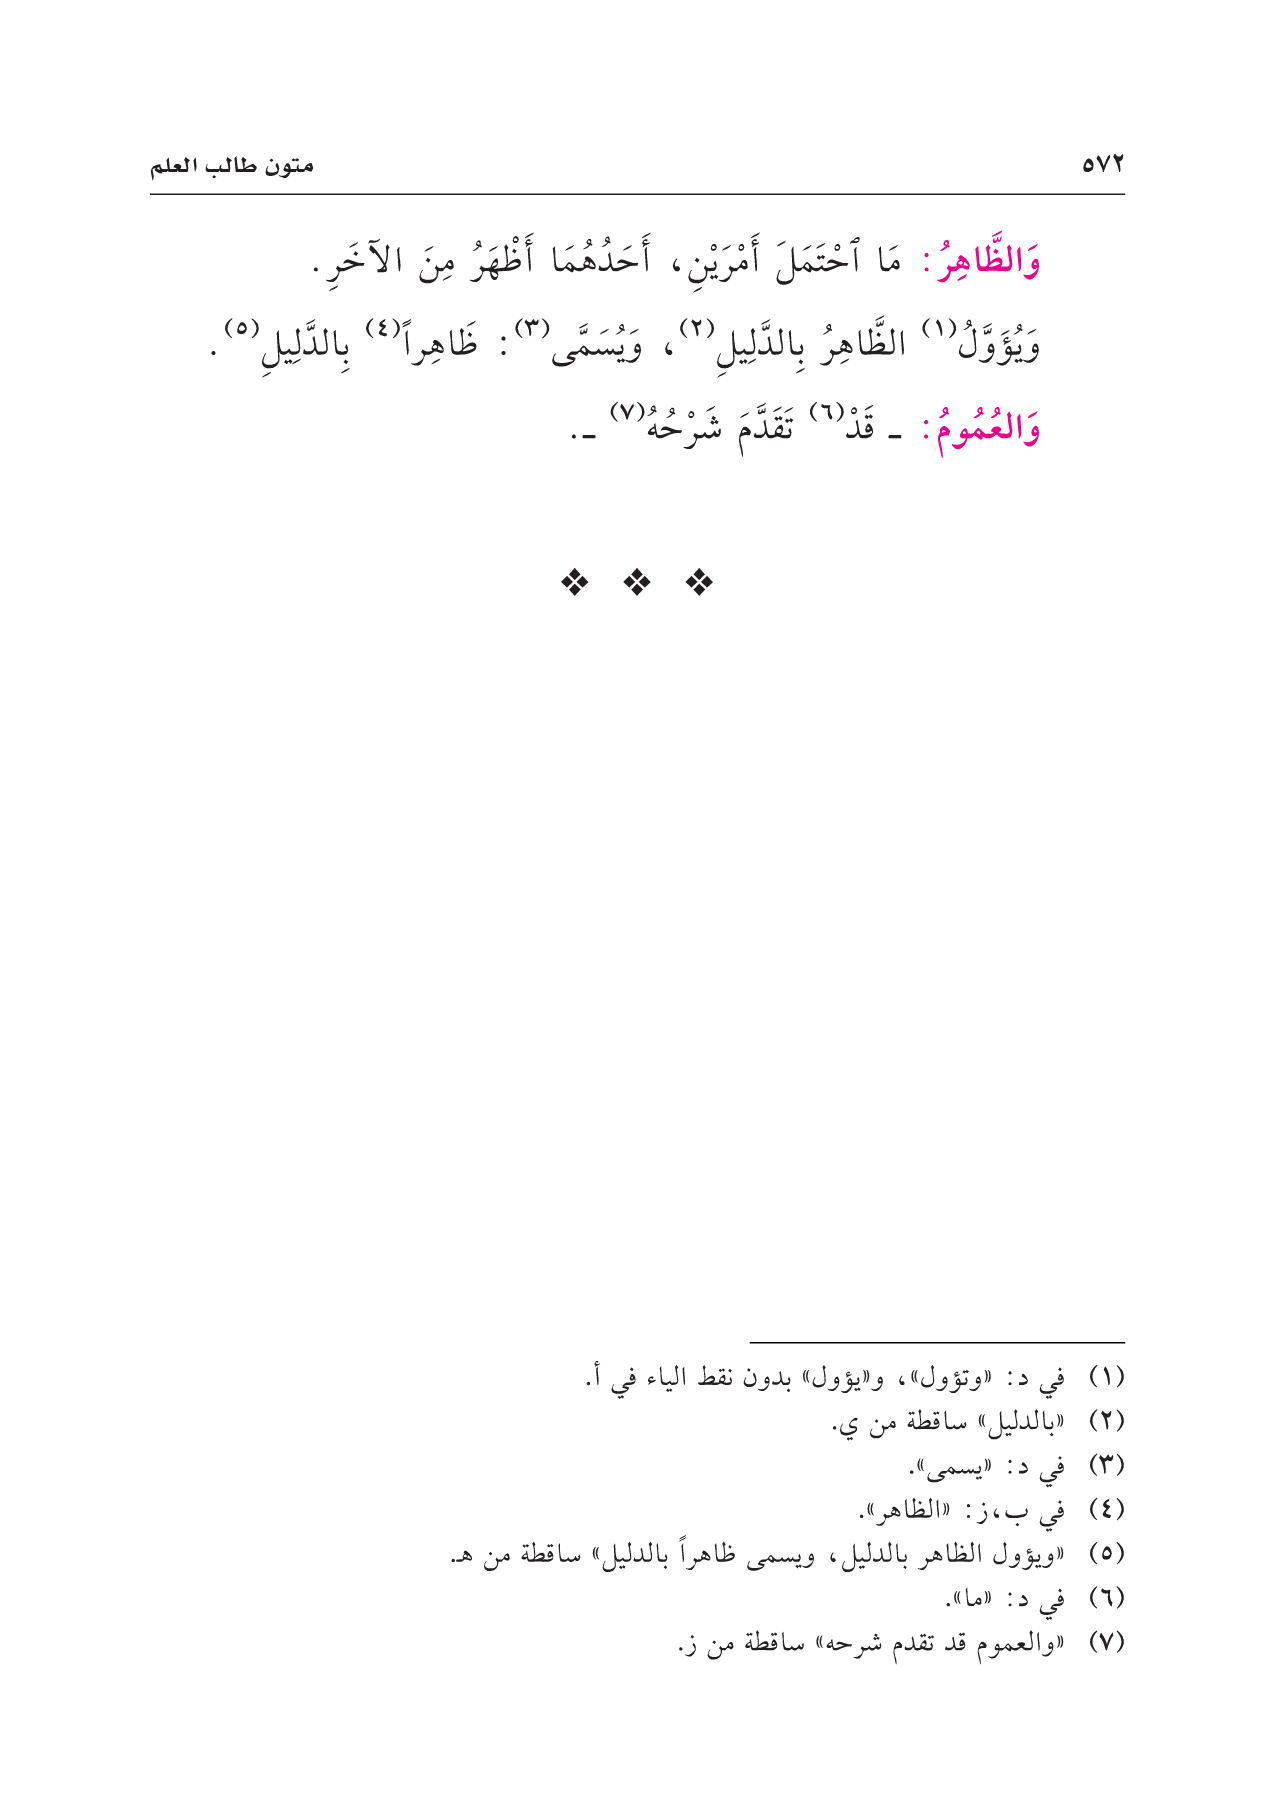 ٥٧٢ متون طالب العلم
وَالظَّاهِرُ: مَا ٱحْتَمَلَ أَمْرَيْنِ، أَحَدُهُمَا أَظْهَرُ مِنَ الآخَرِ.
وَيُؤَوَّلُ(١) الظَّاهِرُ بِالدَّلِيلِ(٢)، وَيُسَمَّى(٣): ظَاهِراً(٤) بِالدَّلِيلِ(٥).
وَالعُمُومُ: ـ قَدْ(٦) تَقَدَّمَ شَرْحُهُ(٧) ـ.
(١) في د: «وتؤول»، و«يؤول» بدون نقط الياء في أ.
(٢) «بالدليل» ساقطة من ي.
(٣) في د: «يسمى».
(٤) في ب،ز: «الظاهر».
(٥) «ويؤول الظاهر بالدليل، ويسمى ظاهراً بالدليل» ساقطة من هـ.
(٦) في د: «ما».
(٧) «والعموم قد تقدم شرحه» ساقطة من ز.